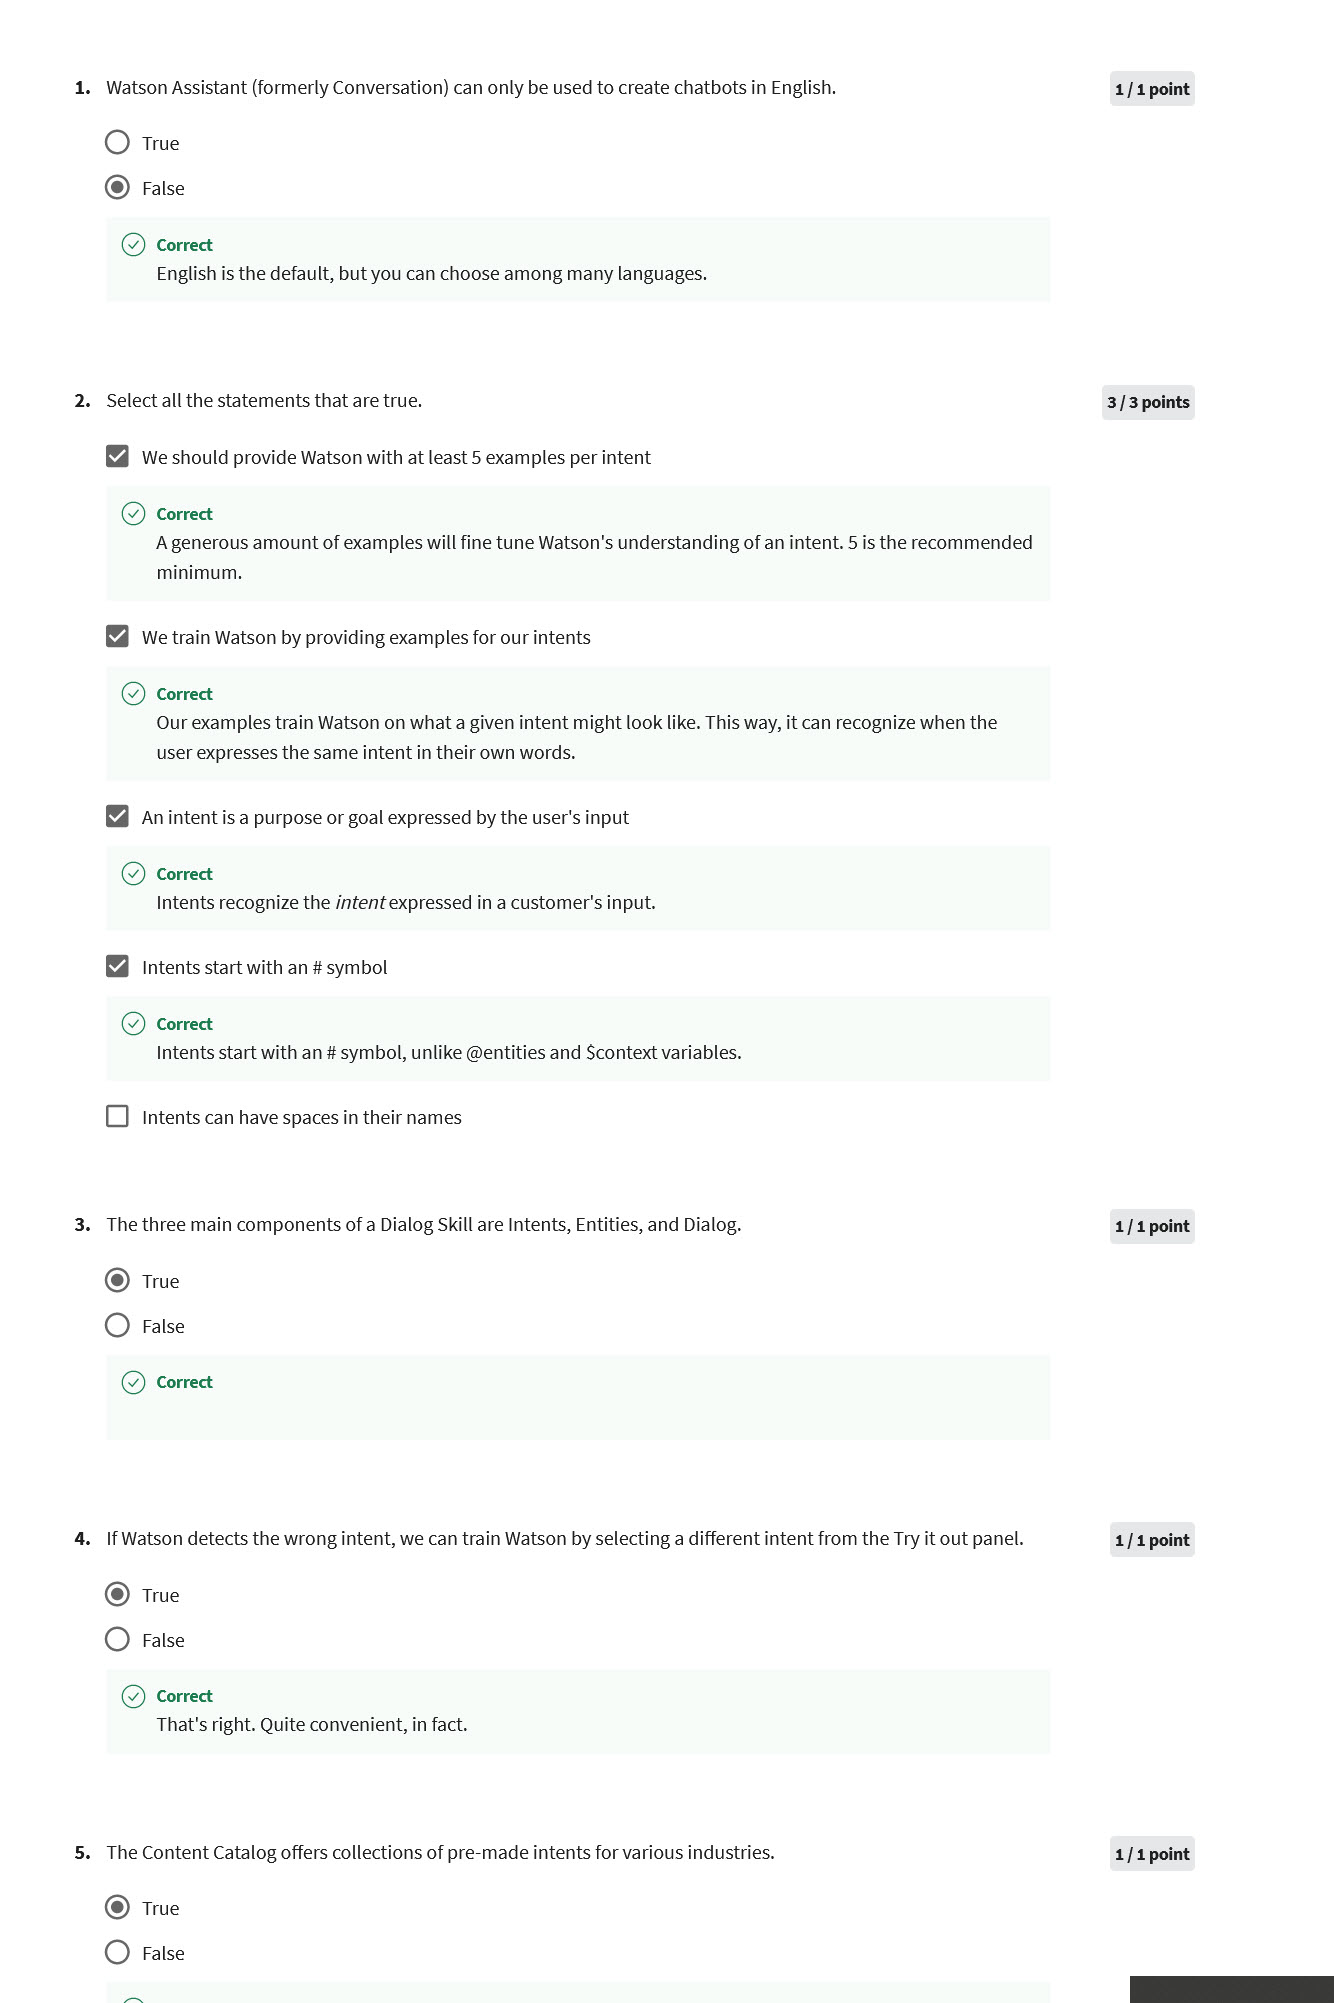 1. Watson Assistant (formerly Conversation) can only be used to create chatbots in English.
1 / 1 point
True
False
Correct
English is the default, but you can choose among many languages.
2. Select all the statements that are true.
3 / 3 points
We should provide Watson with at least 5 examples per intent
Correct
A generous amount of examples will fine tune Watson's understanding of an intent. 5 is the recommended
minimum.
We train Watson by providing examples for our intents
Correct
Our examples train Watson on what a given intent might look like. This way, it can recognize when the
user expresses the same intent in their own words.
An intent is a purpose or goal expressed by the user's input
Correct
Intents recognize the intent expressed in a customer's input.
Intents start with an # symbol
Correct
Intents start with an # symbol, unlike @entities and $context variables.
Intents can have spaces in their names
3. The three main components of a Dialog Skill are Intents, Entities, and Dialog.
1 / 1 point
True
False
Correct
4. If Watson detects the wrong intent, we can train Watson by selecting a different intent from the Try it out panel.
1 / 1 point
True
False
Correct
That's right. Quite convenient, in fact.
5. The Content Catalog offers collections of pre-made intents for various industries.
1 / 1 point
True
False